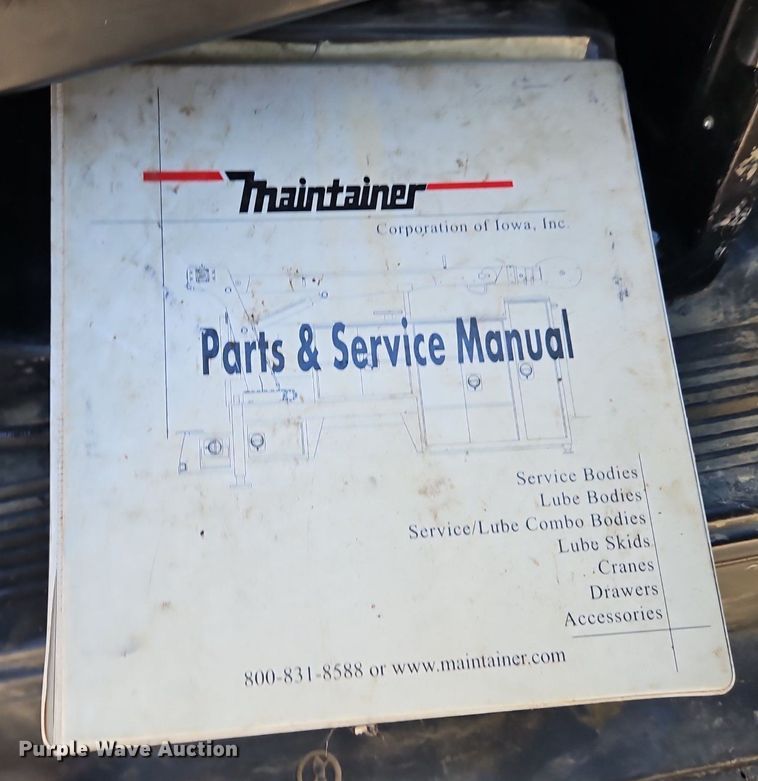 Maintainer
Corporation of Iowa, Inc.
Parts & Service Manual
Service Bodies
Lube Bodies
Service/Lube Combo Bodies
Lube Skids
Cranes
Drawers
Accessories
800-831-8588 or www.maintainer.com
Purple Wave Auction